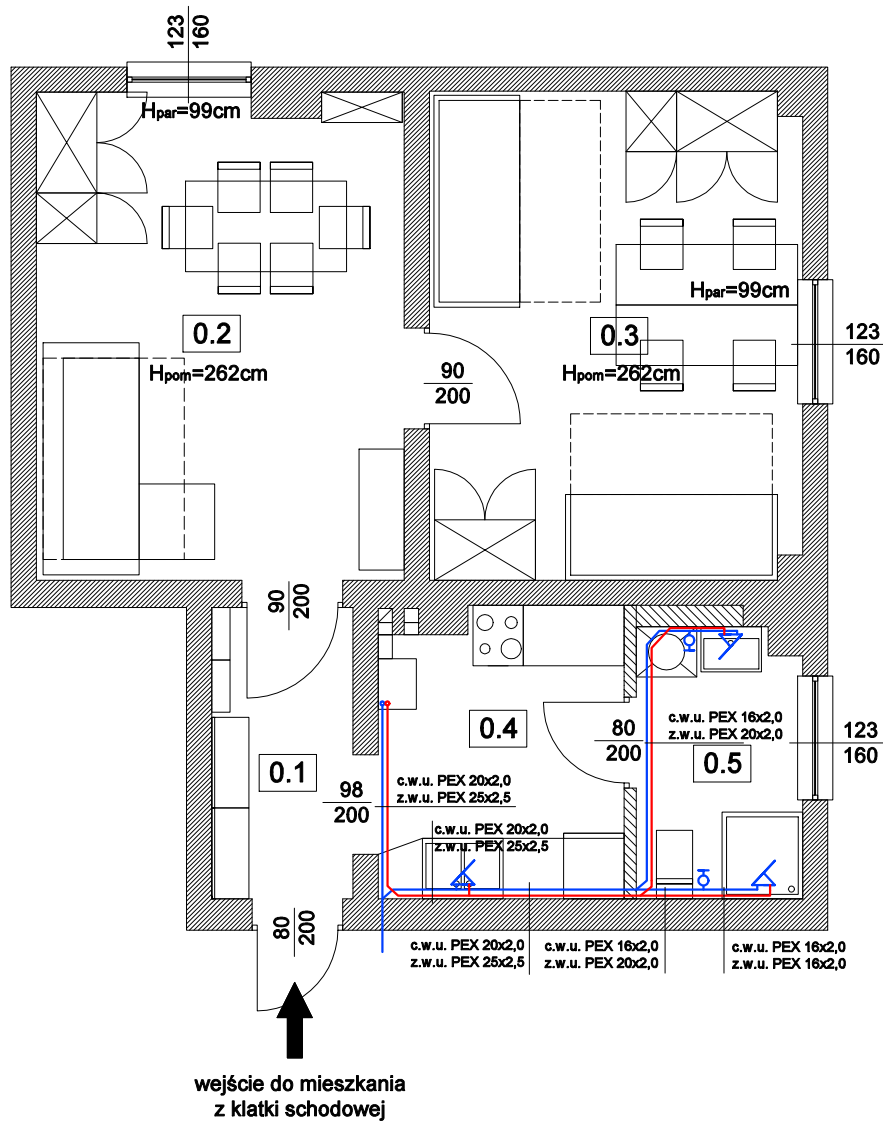 123
160
Hpar=99cm
0.2
Hpom=262cm
90
200
0.3
Hpom=262cm
Hpar=99cm
123
160
90
200
0.1
98
200
c.w.u. PEX 20x2,0
z.w.u. PEX 25x2,5
0.4
80
200
c.w.u. PEX 16x2,0
z.w.u. PEX 20x2,0
0.5
123
160
c.w.u. PEX 20x2,0
z.w.u. PEX 25x2,5
80
200
c.w.u. PEX 20x2,0
z.w.u. PEX 25x2,5
c.w.u. PEX 16x2,0
z.w.u. PEX 20x2,0
c.w.u. PEX 16x2,0
z.w.u. PEX 16x2,0
wejście do mieszkania
z klatki schodowej